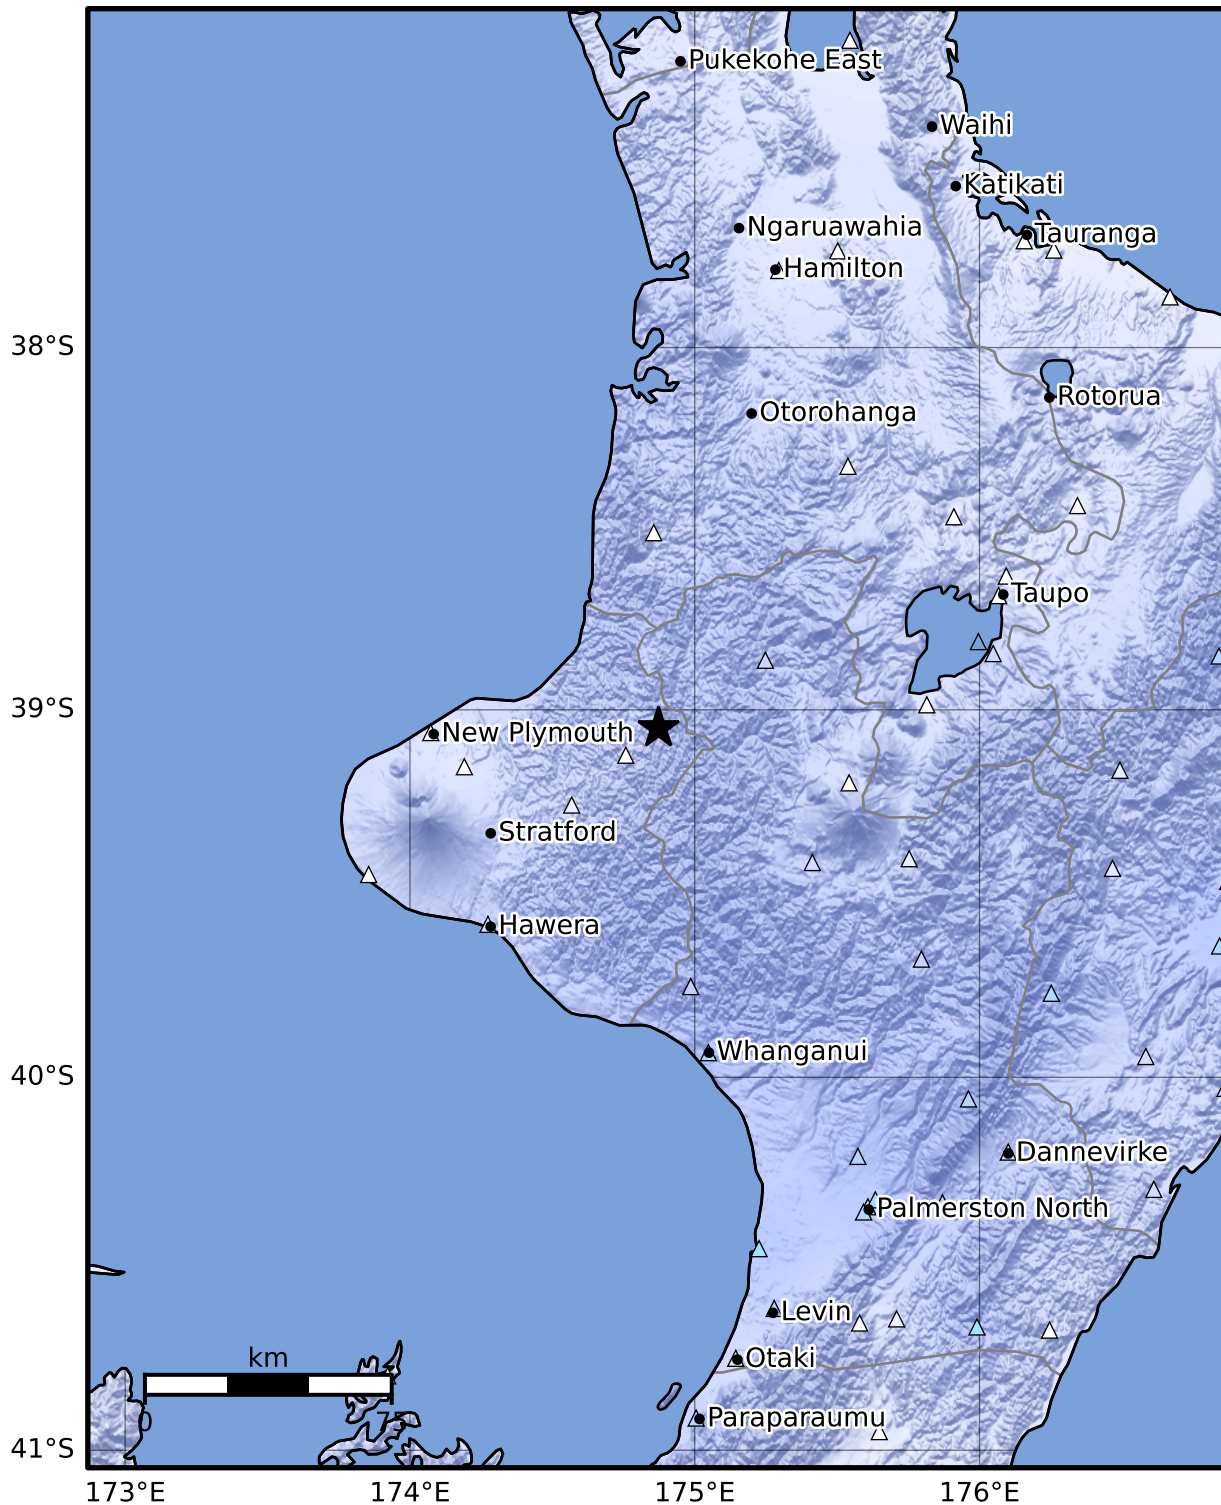 Pukekohe East
Waihi
Katikati
Ngaruawahia
Tauranga
Hamilton
38°S
Rotorua
Otorohanga
Taupo
39°S
New Plymouth
Stratford
Hawera
Whanganui
40°S
Dannevirke
Palmerston North
Levin
km
Otaki
75
Paraparaumu
41°S
173°E
174°E
175°E
176°E